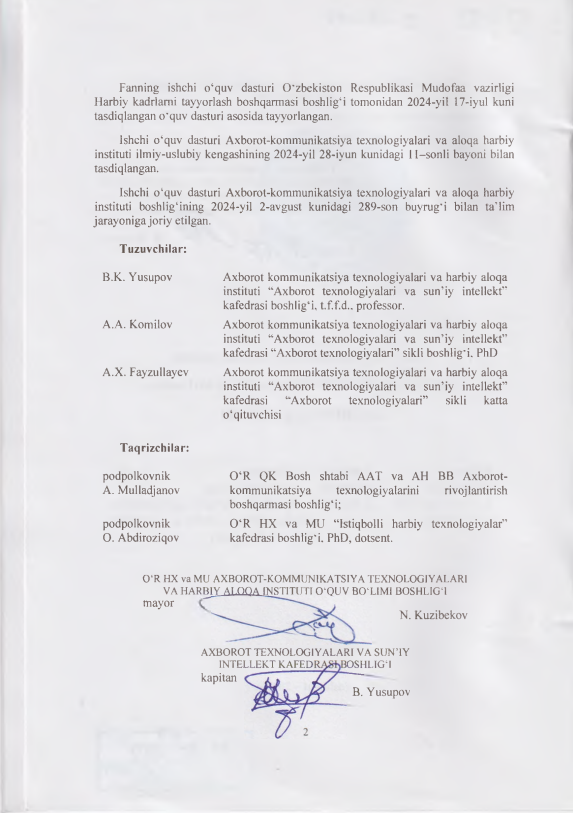 Fanning ishchi o‘quv dasturi O‘zbekiston Respublikasi Mudofaa vazirligi
Harbiy kadrlarni tayyorlash boshqarmasi boshlig‘i tomonidan 2024-yil 17-iyul kuni
tasdiqlangan o‘quv dasturi asosida tayyorlangan.
Ishchi o‘quv dasturi Axborot-kommunikatsiya texnologiyalari va aloqa harbiy
instituti ilmiy-uslubiy kengashining 2024-yil 28-iyun kunidagi 11–sonli bayoni bilan
tasdiqlangan.
Ishchi o‘quv dasturi Axborot-kommunikatsiya texnologiyalari va aloqa harbiy
instituti boshlig‘ining 2024-yil 2-avgust kunidagi 289-son buyrug‘i bilan ta’lim
jarayoniga joriy etilgan.
Tuzuvchilar:
B.K. Yusupov Axborot kommunikatsiya texnologiyalari va harbiy aloqa
instituti “Axborot texnologiyalari va sun’iy intellekt”
kafedrasi boshlig‘i, t.f.f.d., professor.
A.A. Komilov Axborot kommunikatsiya texnologiyalari va harbiy aloqa
instituti “Axborot texnologiyalari va sun’iy intellekt”
kafedrasi “Axborot texnologiyalari” sikli boshlig‘i, PhD
A.X. Fayzullayev Axborot kommunikatsiya texnologiyalari va harbiy aloqa
instituti “Axborot texnologiyalari va sun’iy intellekt”
kafedrasi “Axborot texnologiyalari” sikli katta
o‘qituvchisi
Taqrizchilar:
podpolkovnik O‘R QK Bosh shtabi AAT va AH BB Axborot-
A. Mulladjanov kommunikatsiya texnologiyalarini rivojlantirish
boshqarmasi boshlig‘i;
podpolkovnik O‘R HX va MU “Istiqbolli harbiy texnologiyalar”
O. Abdiroziqov kafedrasi boshlig‘i, PhD, dotsent.
O‘R HX va MU AXBOROT-KOMMUNIKATSIYA TEXNOLOGIYALARI
VA HARBIY ALOQA INSTITUTI O‘QUV BO‘LIMI BOSHLIG‘I
mayor
N. Kuzibekov
AXBOROT TEXNOLOGIYALARI VA SUN’IY
INTELLEKT KAFEDRASI BOSHLIG‘I
kapitan
B. Yusupov
2